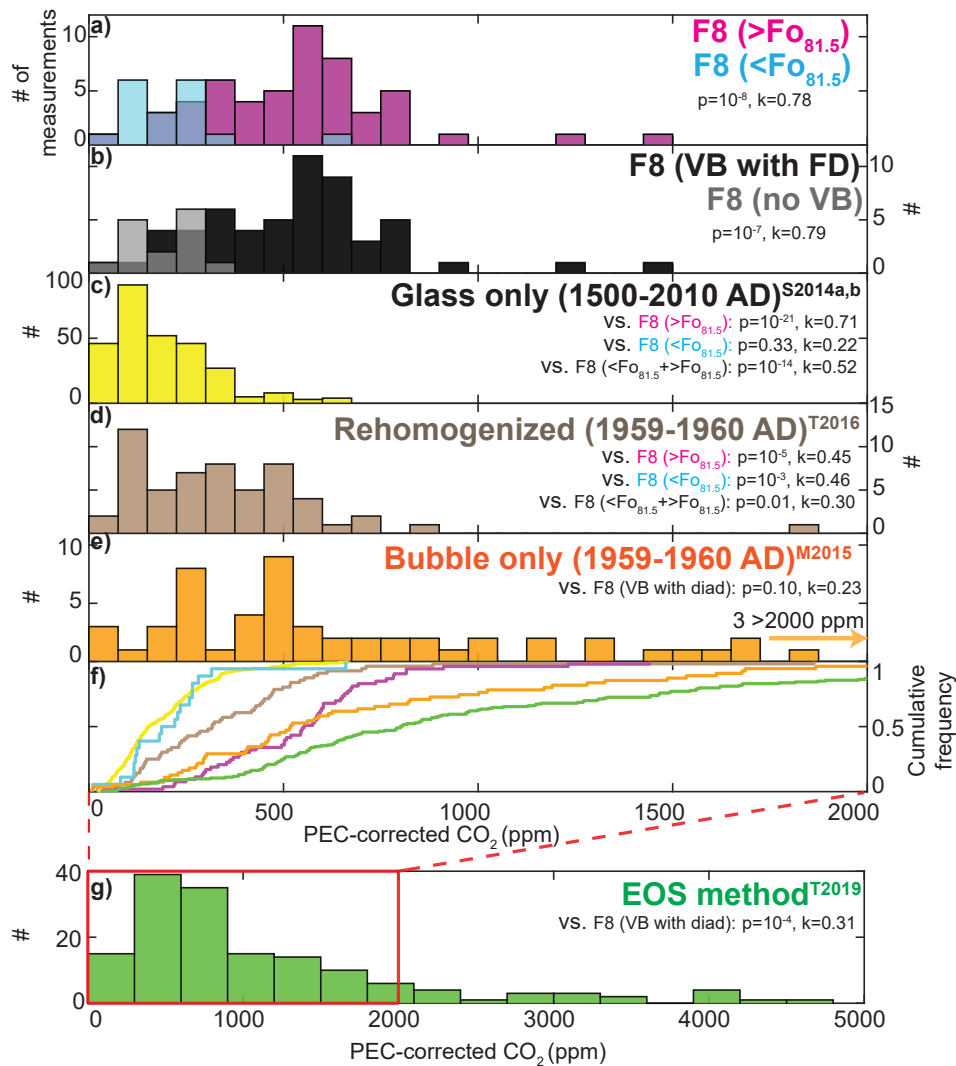 a)
10
5
0
# of
measurements
F8 (>Fo81.5)
F8 (<Fo81.5)
p=10-8, k=0.78
b)
F8 (VB with FD)
F8 (no VB)
p=10-7, k=0.79
10
5
0
#
c)
100
50
0
#
Glass only (1500-2010 AD)S2014a,b
vs. F8 (>Fo81.5): p=10-21, k=0.71
vs. F8 (<Fo81.5): p=0.33, k=0.22
vs. F8 (<Fo81.5+>Fo81.5): p=10-14, k=0.52
d)
Rehomogenized (1959-1960 AD)T2016
vs. F8 (>Fo81.5): p=10-5, k=0.45
vs. F8 (<Fo81.5): p=10-3, k=0.46
vs. F8 (<Fo81.5+>Fo81.5): p=0.01, k=0.30
15
10
5
0
#
e)
10
5
0
#
Bubble only (1959-1960 AD)M2015
vs. F8 (VB with diad): p=0.10, k=0.23
3 >2000 ppm
f)
1
0.5
0
Cumulative
frequency
0 500 1000 1500 2000
PEC-corrected CO2 (ppm)
g)
40
20
0
#
EOS methodT2019
vs. F8 (VB with diad): p=10-4, k=0.31
0 1000 2000 3000 4000 5000
PEC-corrected CO2 (ppm)